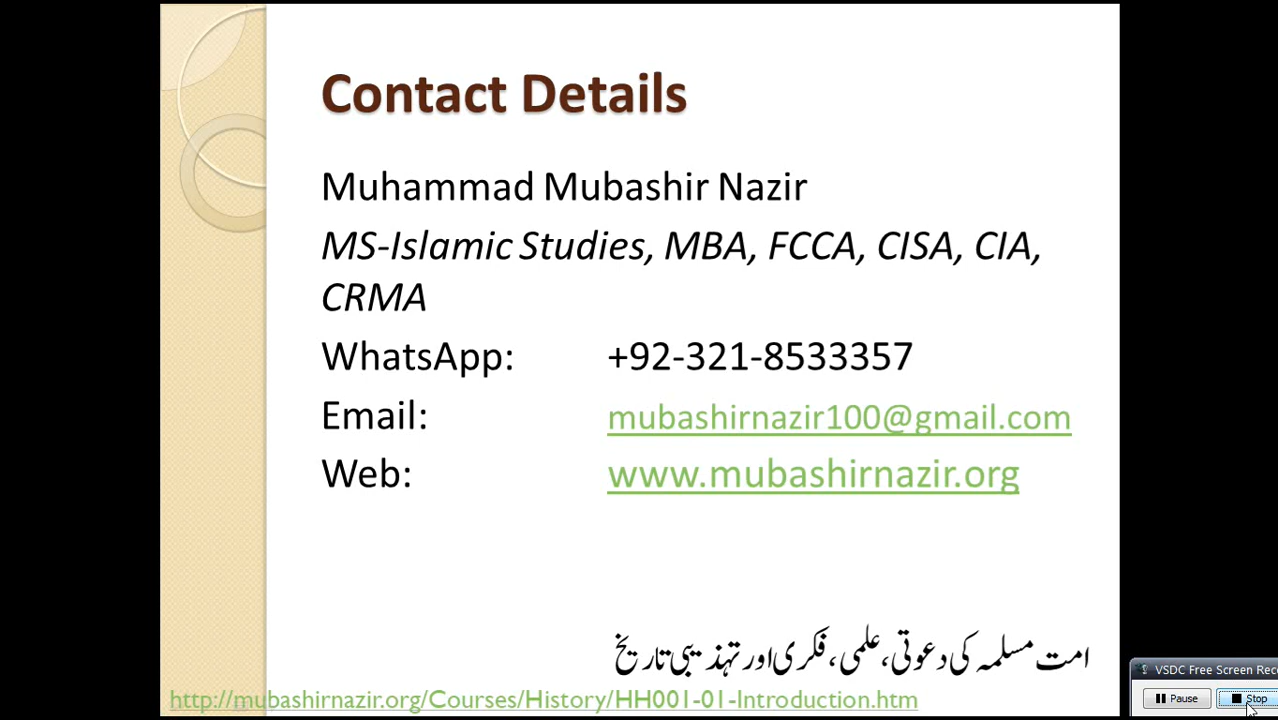 Contact Details
Muhammad Mubashir Nazir
MS-Islamic Studies, MBA, FCCA, CISA, CIA,
CRMA
WhatsApp: +92-321-8533357
Email: mubashirnazir100@gmail.com
Web: www.mubashirnazir.org
امت مسلمہ کی دعوتی، علمی، فکری اور تہذیبی تاریخ
http://mubashirnazir.org/Courses/History/HH001-01-Introduction.htm
VSDC Free Screen Rec
Pause Stop